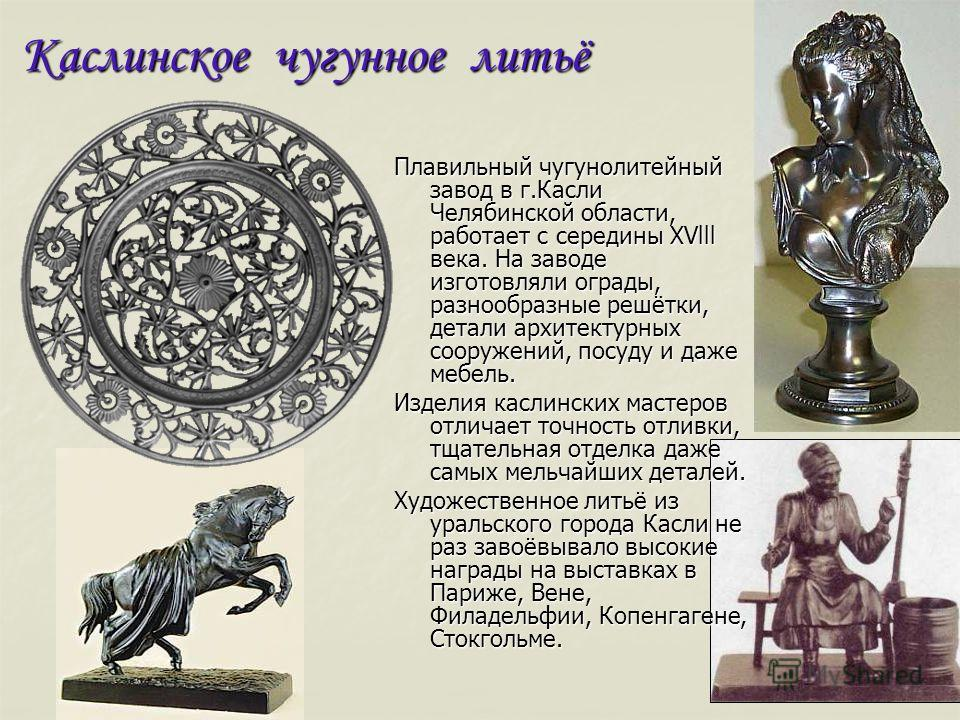 Каслинское чугунное литьё
Плавильный чугунолитейный
завод в г.Касли
Челябинской области,
работает с середины XVlll
века. На заводе
изготовляли ограды,
разнообразные решётки,
детали архитектурных
сооружений, посуду и даже
мебель.
Изделия каслинских мастеров
отличает точность отливки,
тщательная отделка даже
самых мельчайших деталей.
Художественное литьё из
уральского города Касли не
раз завоёвывало высокие
награды на выставках в
Париже, Вене,
Филадельфии, Копенгагене,
Стокгольме.
MyShared